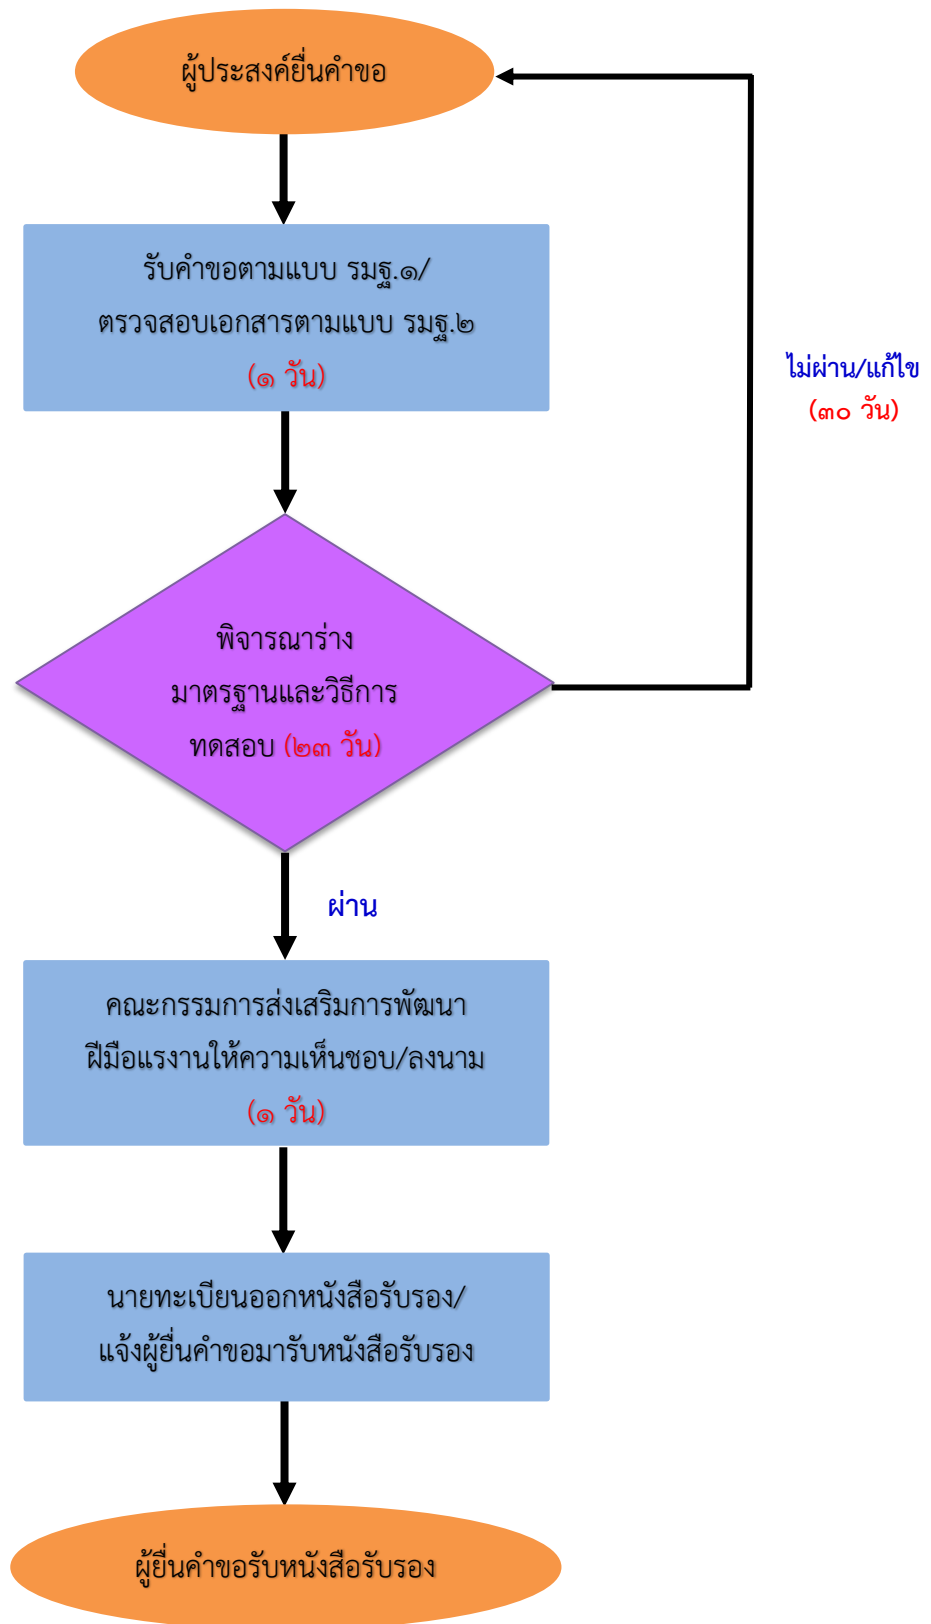 ผู้ประสงค์ยื่นคำขอ
รับคำขอตามแบบ รมฐ.๑/
ตรวจสอบเอกสารตามแบบ รมฐ.๒
(๑ วัน)
ไม่ผ่าน/แก้ไข
(๓๐ วัน)
พิจารณาร่าง
มาตรฐานและวิธีการ
ทดสอบ (๒๓ วัน)
ผ่าน
คณะกรรมการส่งเสริมการพัฒนา
ฝีมือแรงานให้ความเห็นชอบ/ลงนาม
(๑ วัน)
นายทะเบียนออกหนังสือรับรอง/
แจ้งผู้ยื่นคำขอมารับหนังสือรับรอง
ผู้ยื่นคำขอรับหนังสือรับรอง